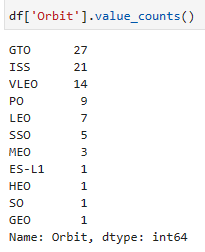 df['Orbit'].value_counts()
GTO 27
ISS 21
VLEO 14
PO 9
LEO 7
SSO 5
MEO 3
ES-L1 1
HEO 1
SO 1
GEO 1
Name: Orbit, dtype: int64